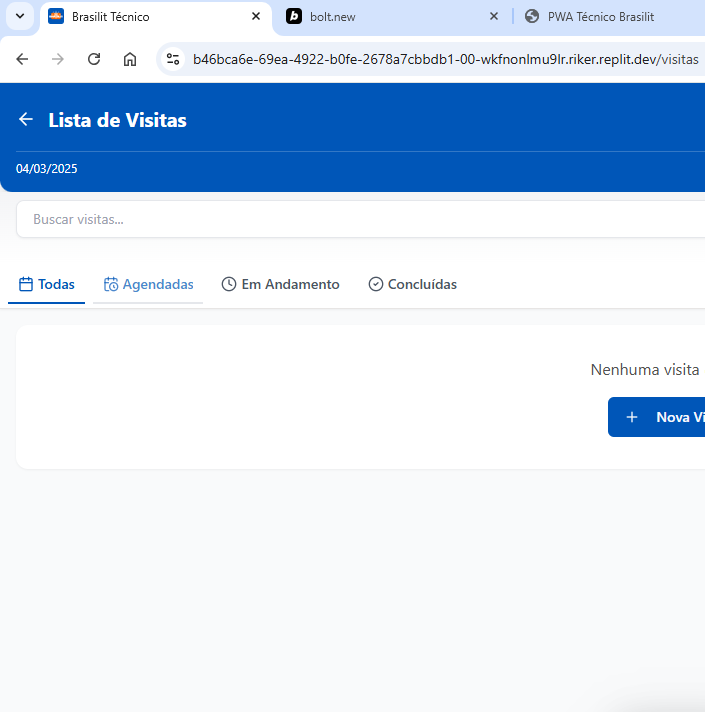 Brasilit Técnico
bolt.new
PWA Técnico Brasilit
b46bca6e-69ea-4922-b0fe-2678a7cbbdb1-00-wkfnonlmu9lr.riker.replit.dev/visitas
Lista de Visitas
04/03/2025
Buscar visitas...
Todas
Agendadas
Em Andamento
Concluídas
Nenhuma visita
Nova Vi